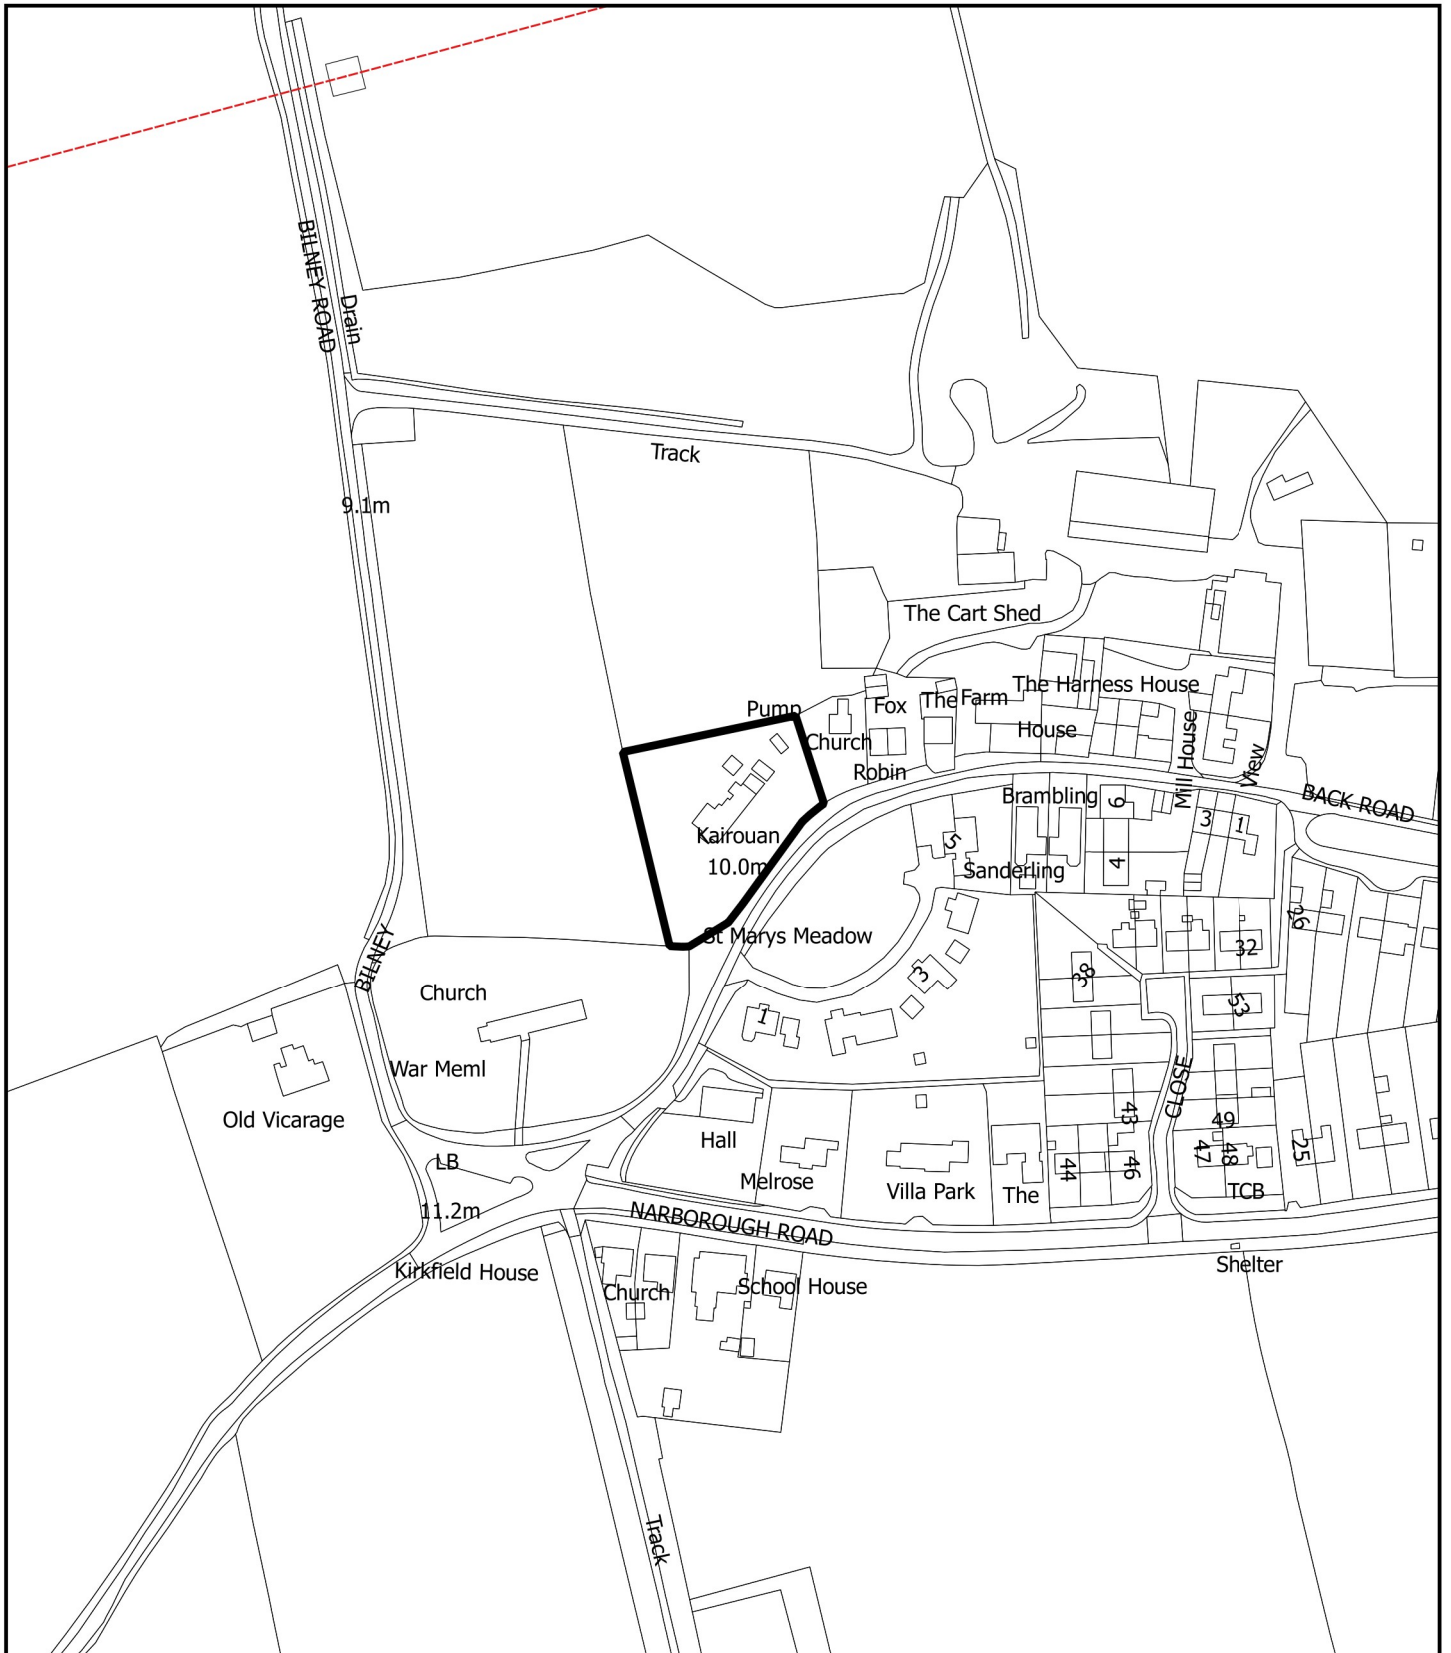 BILNEY ROAD
Drain
Track
9.1m
The Cart Shed
The Harness House
Pump
Fox
The
Farm
House
Church
Robin
Mill House
View
Brambling
6
BACK ROAD
Kairouan
10.0m
5
Sanderling
4
3
1
St Marys Meadow
26
32
BILNEY
Church
3
38
53
1
War Meml
Old Vicarage
CLOSE
Hall
43
49
LB
Melrose
Villa Park
The
44
46
47
48
25
TCB
11.2m
NARBOROUGH ROAD
Kirkfield House
Church
School House
Shelter
Track